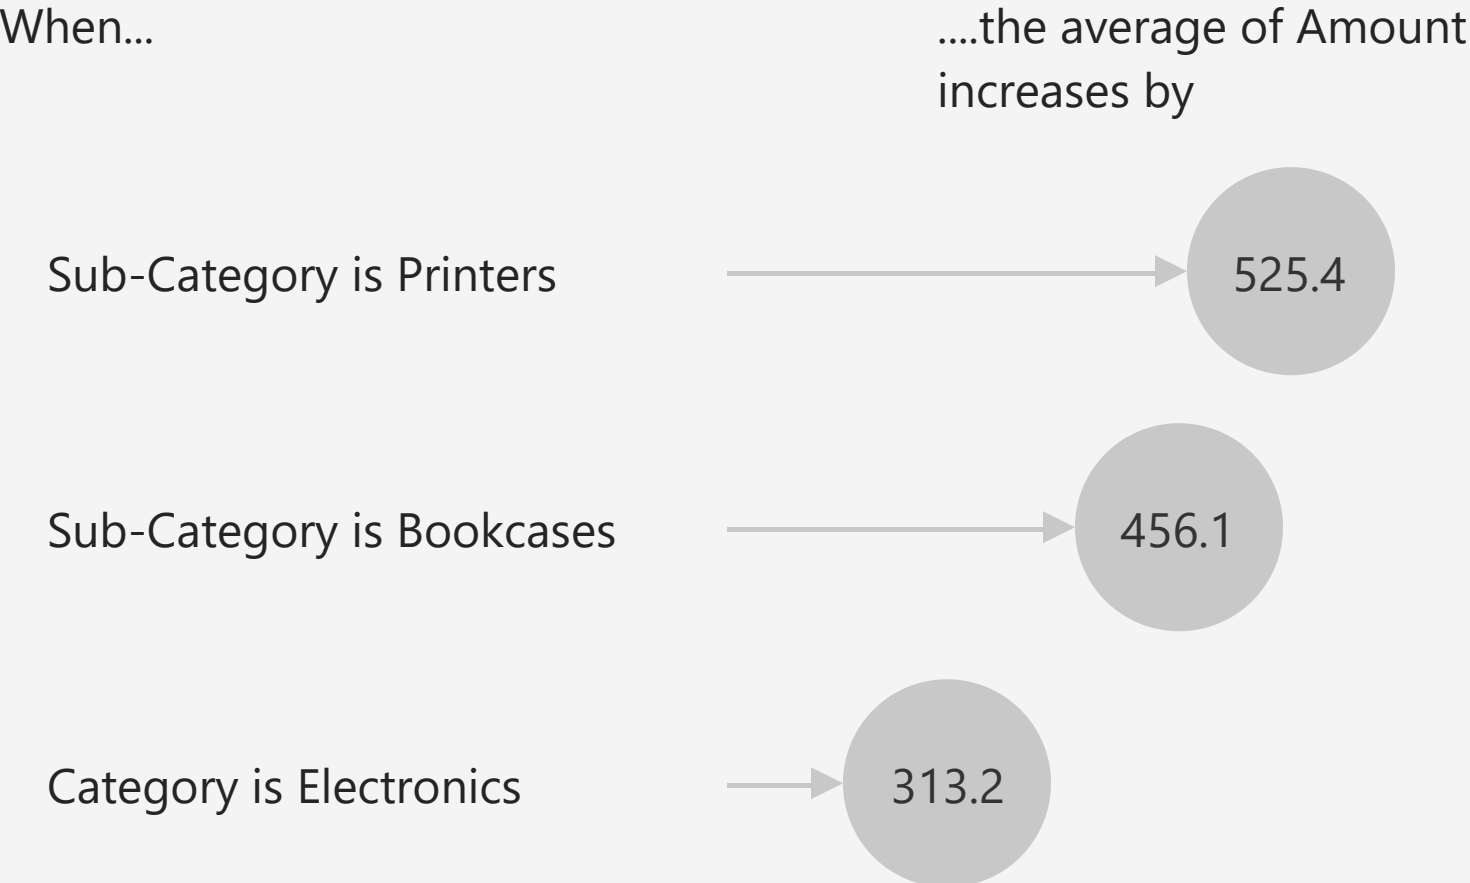 When...
....the average of Amount
increases by
Sub-Category is Printers
525.4
Sub-Category is Bookcases
456.1
Category is Electronics
313.2